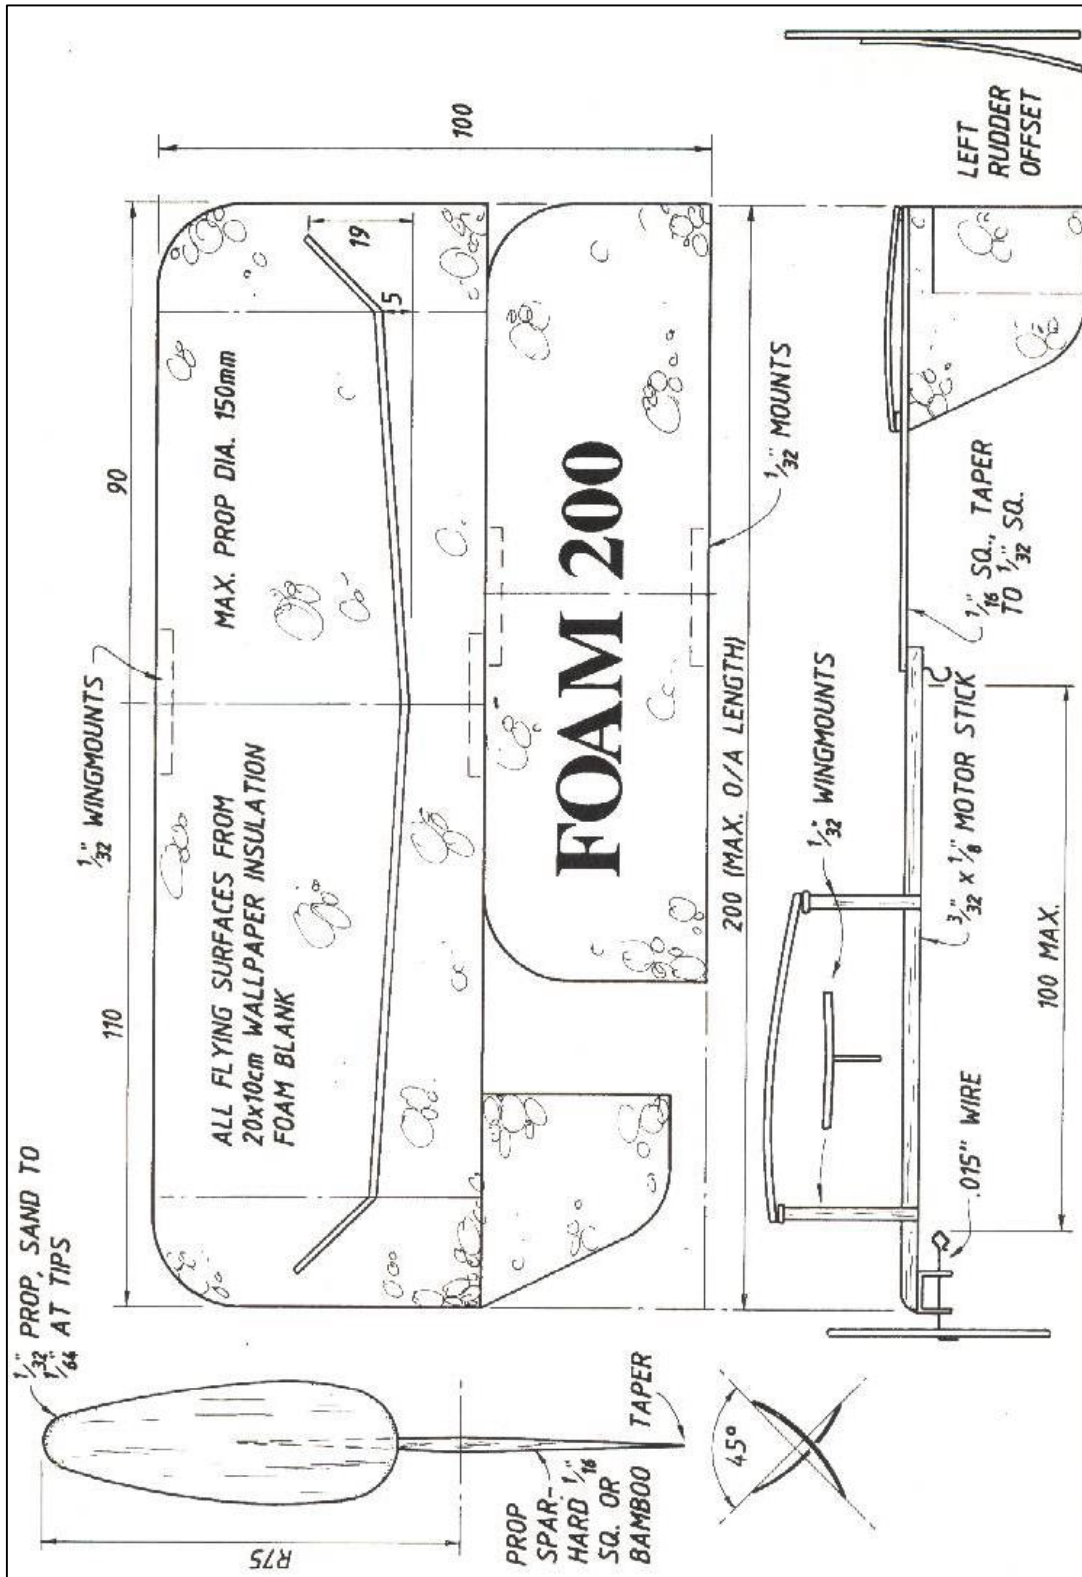 1/32" PROP, SAND TO
1/64" AT TIPS
R75
PROP
SPAR-
HARD 1/16"
SQ. OR
BAMBOO
TAPER
45°
110
90
1/32" WINGMOUNTS
ALL FLYING SURFACES FROM
20x10cm WALLPAPER INSULATION
FOAM BLANK
MAX. PROP DIA. 150mm
19
5
100
FOAM 200
1/32" MOUNTS
200 (MAX. O/A LENGTH)
1/32" WINGMOUNTS
.015" WIRE
3/32 x 1/8" MOTOR STICK
100 MAX.
1/16" SQ., TAPER
TO 1/32" SQ.
LEFT
RUDDER
OFFSET